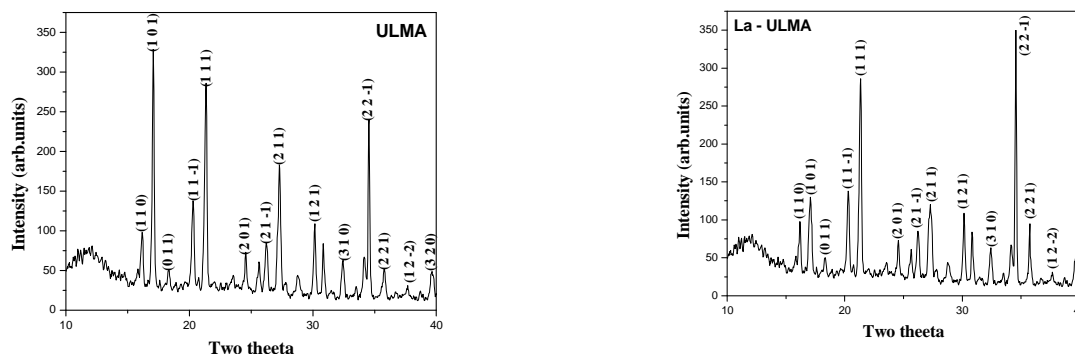 ULMA
Intensity (arb.units)
350
300
250
200
150
100
50
0
10
20
30
40
Two theeta
(1 1 0)
(1 0 1)
(0 1 1)
(1 1 -1)
(1 1 1)
(2 0 1)
(2 1 -1)
(2 1 1)
(1 2 1)
(3 1 0)
(2 2 -1)
(2 2 1)
(1 2 -2)
(3 2 0)
La - ULMA
Intensity (arb.units)
350
300
250
200
150
100
50
0
10
20
30
Two theeta
(1 1 0)
(1 0 1)
(0 1 1)
(1 1 -1)
(1 1 1)
(2 0 1)
(2 1 -1)
(2 1 1)
(1 2 1)
(3 1 0)
(2 2 -1)
(2 2 1)
(1 2 -2)